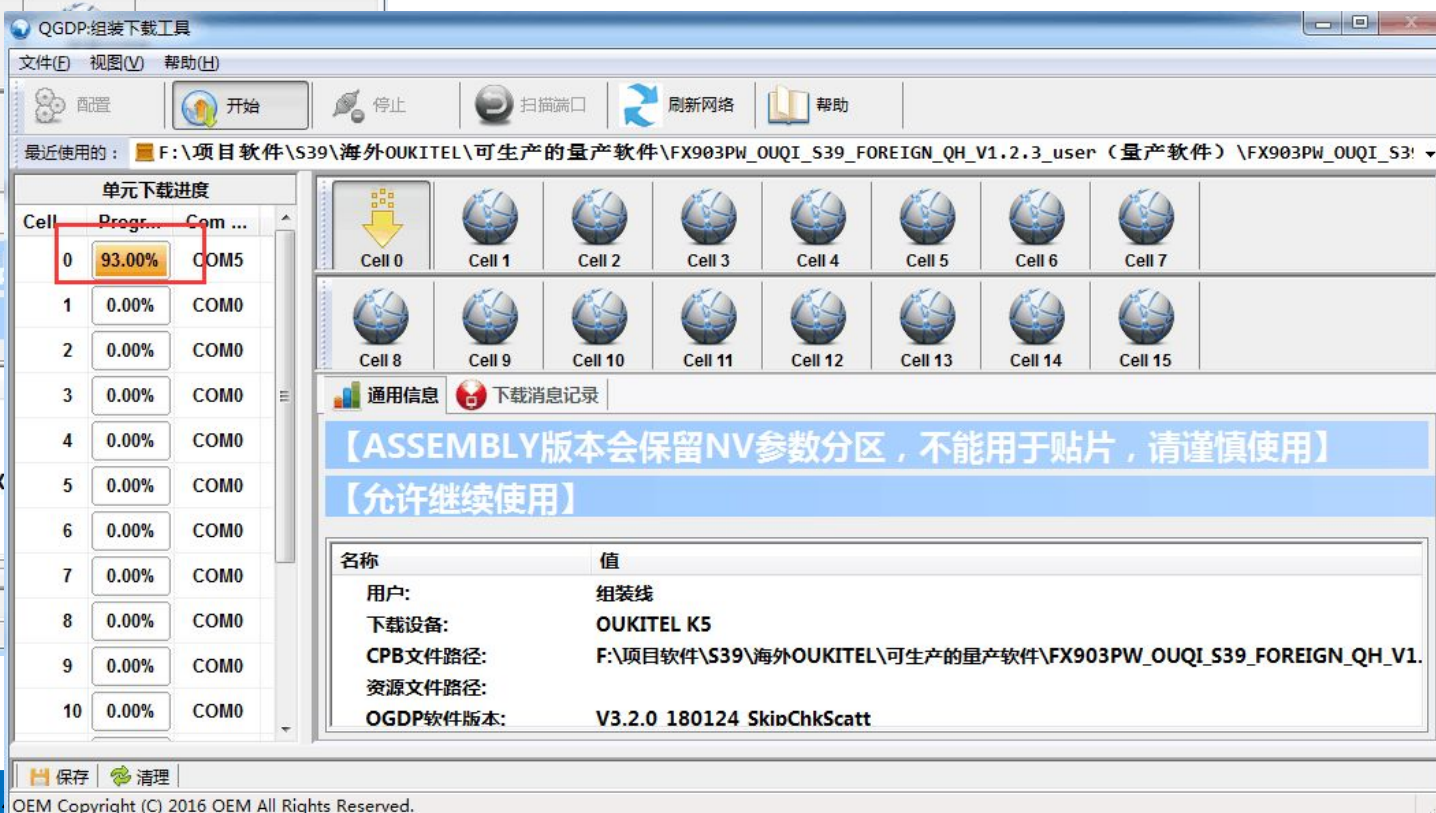 QGDP:组装下载工具
文件(F) 视图(V) 帮助(H)
配置 开始 停止 扫描端口 刷新网络 帮助
最近使用的: F:\项目软件\S39\海外OUKITEL\可生产的量产软件\FX903PW_OUQI_S39_FOREIGN_QH_V1.2.3_user（量产软件）\FX903PW_OUQI_S3
单元下载进度
Cell Progr... Com ...
0 93.00% COM5
1 0.00% COM0
2 0.00% COM0
3 0.00% COM0
4 0.00% COM0
5 0.00% COM0
6 0.00% COM0
7 0.00% COM0
8 0.00% COM0
9 0.00% COM0
10 0.00% COM0
Cell 0 Cell 1 Cell 2 Cell 3 Cell 4 Cell 5 Cell 6 Cell 7
Cell 8 Cell 9 Cell 10 Cell 11 Cell 12 Cell 13 Cell 14 Cell 15
通用信息 下载消息记录
【ASSEMBLY版本会保留NV参数分区，不能用于贴片，请谨慎使用】
【允许继续使用】
名称 值
用户: 组装线
下载设备: OUKITEL K5
CPB文件路径: F:\项目软件\S39\海外OUKITEL\可生产的量产软件\FX903PW_OUQI_S39_FOREIGN_QH_V1.
资源文件路径:
QGDP软件版本: V3.2.0_180124_SkipChkScatt
保存 清理
OEM Copyright (C) 2016 OEM All Rights Reserved.